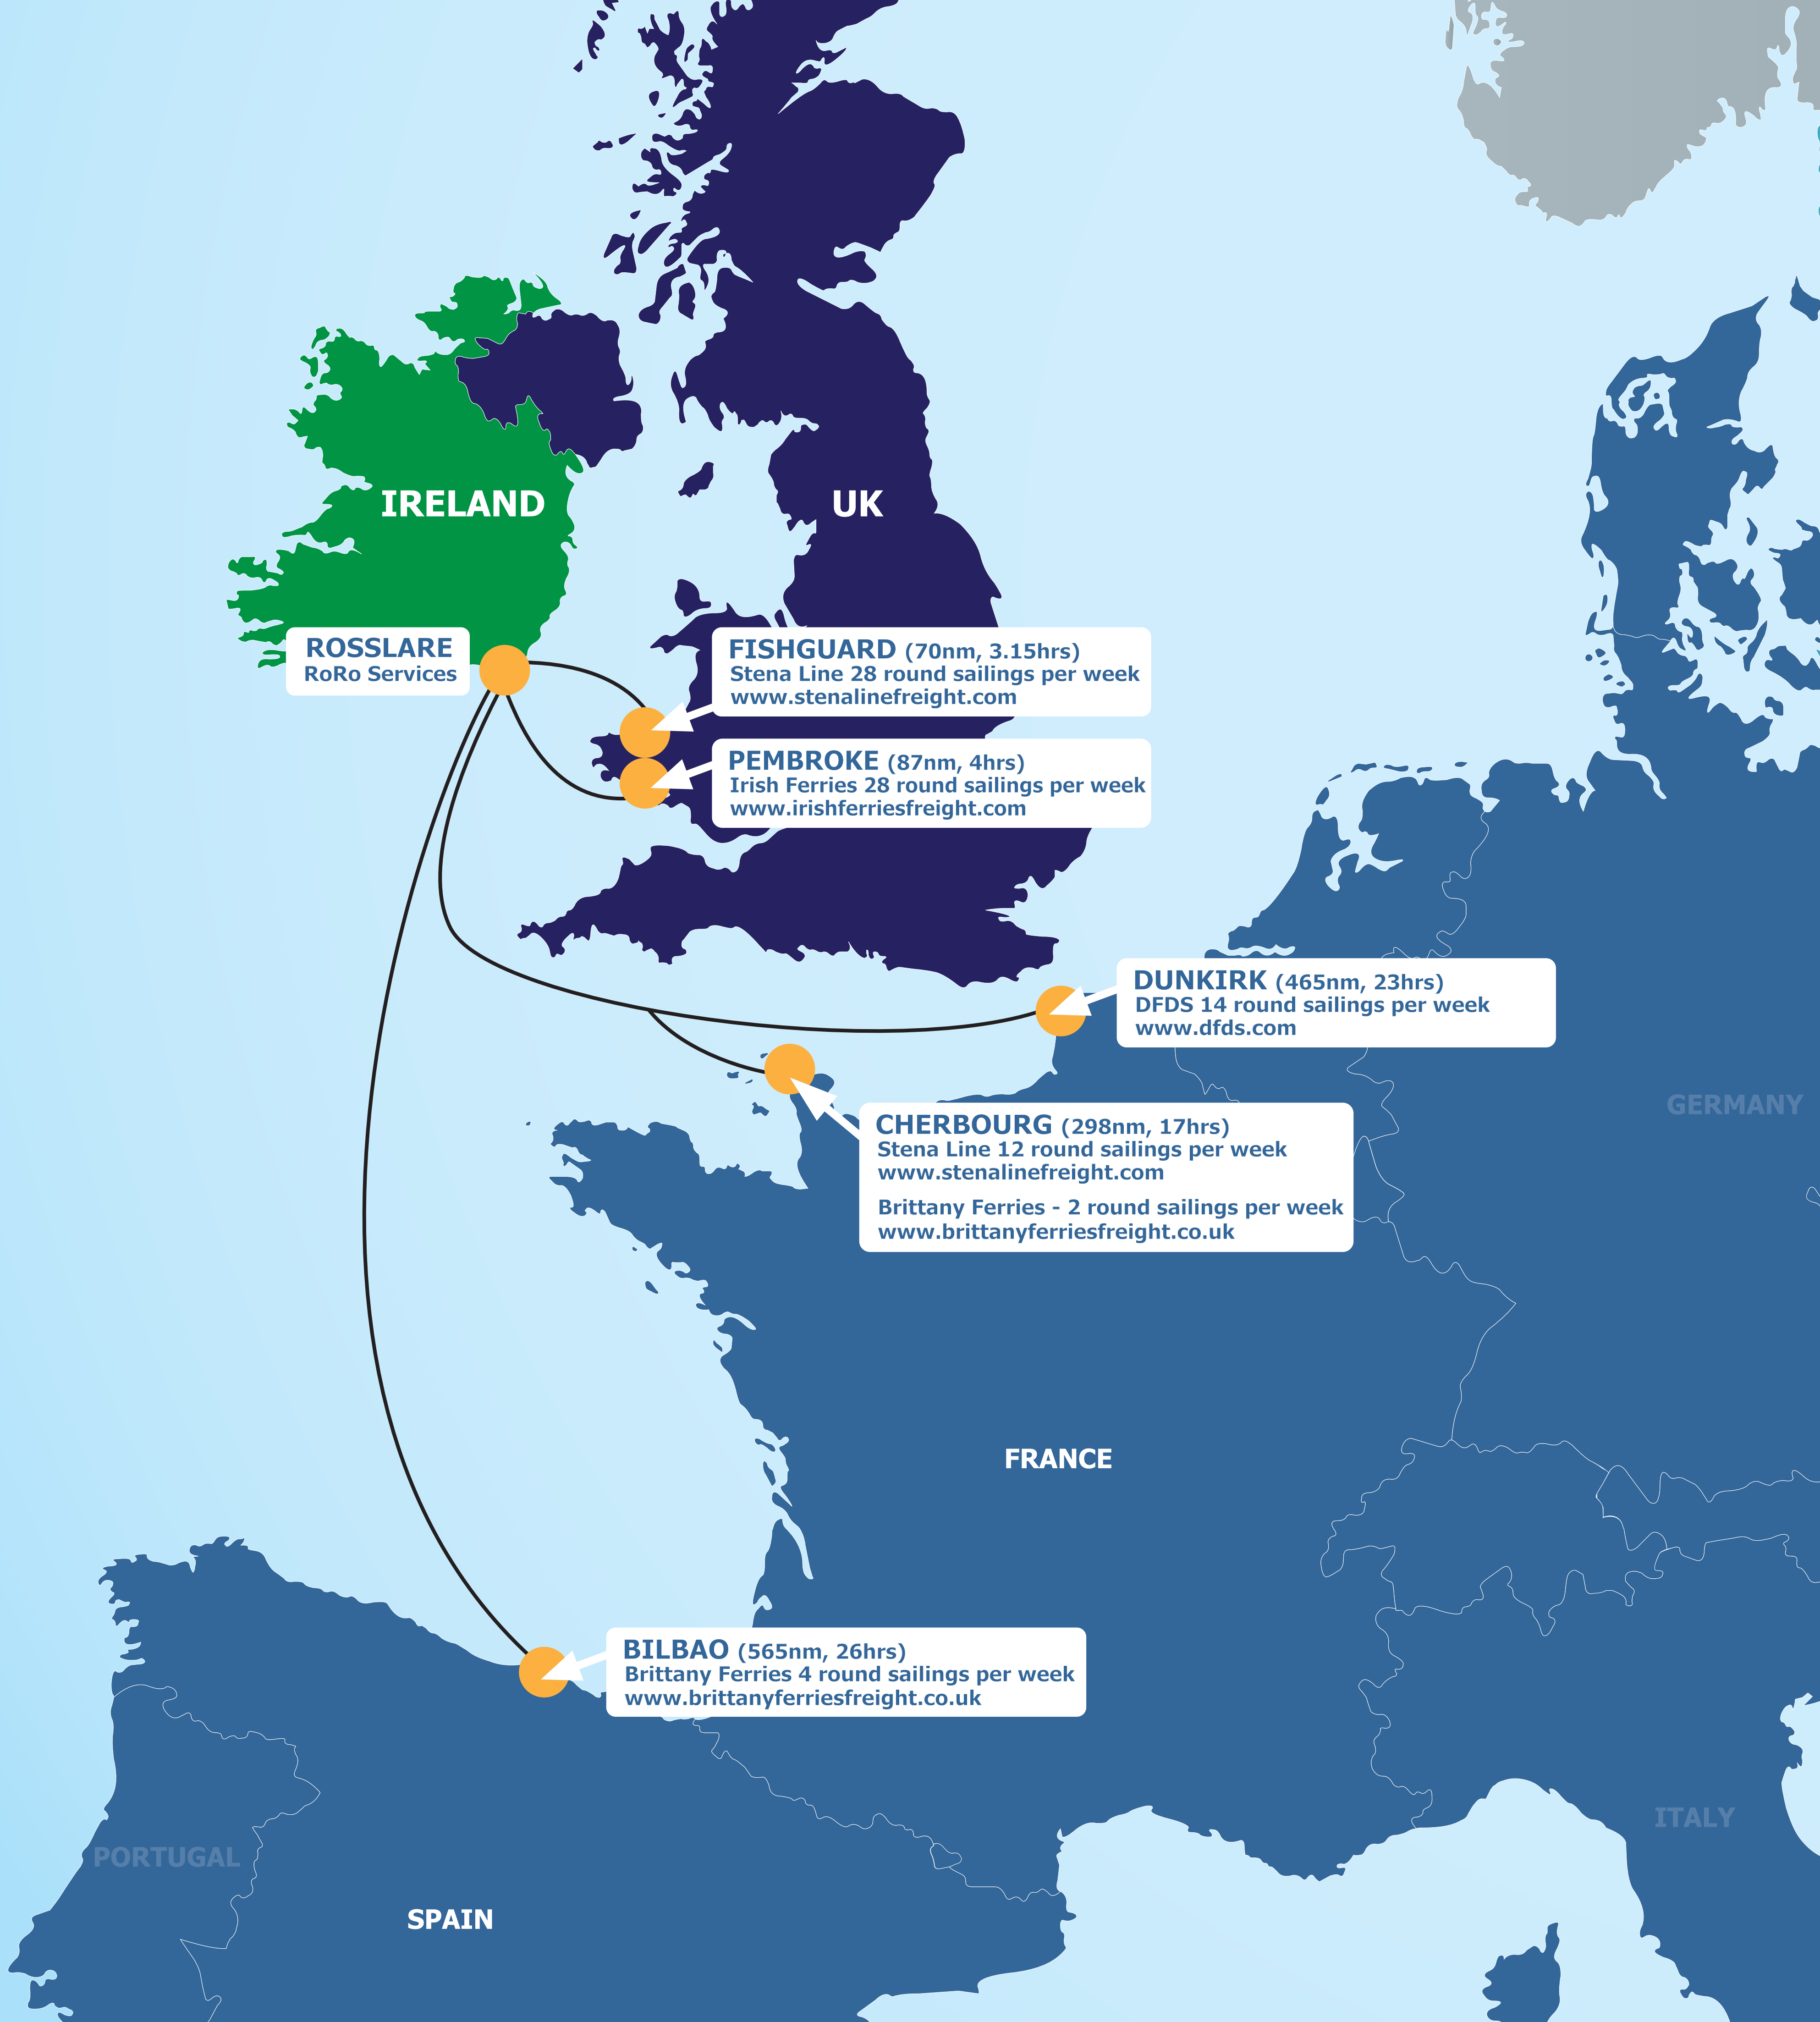 IRELAND
UK
ROSSLARE
RoRo Services
FISHGUARD (70nm, 3.15hrs)
Stena Line 28 round sailings per week
www.stenalinefreight.com
PEMBROKE (87nm, 4hrs)
Irish Ferries 28 round sailings per week
www.irishferriesfreight.com
DUNKIRK (465nm, 23hrs)
DFDS 14 round sailings per week
www.dfds.com
GERMANY
CHERBOURG (298nm, 17hrs)
Stena Line 12 round sailings per week
www.stenalinefreight.com
Brittany Ferries - 2 round sailings per week
www.brittanyferriesfreight.co.uk
FRANCE
BILBAO (565nm, 26hrs)
Brittany Ferries 4 round sailings per week
www.brittanyferriesfreight.co.uk
ITALY
PORTUGAL
SPAIN